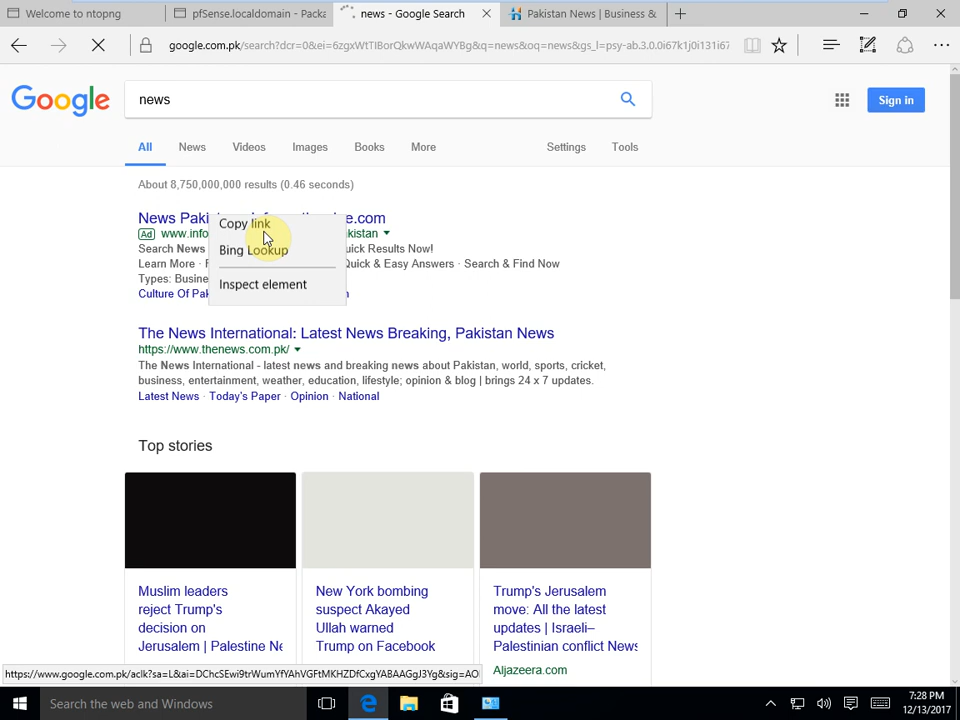 Welcome to ntopng
pfSense.localdomain - Packa
news - Google Search
Pakistan News | Business &
google.com.pk/search?dcr=0&ei=6zgxWtTIBorQkwWAqaWYBg&q=news&oq=news&gs_l=psy-ab.3.0.0i67k1j0i131i67
Google
news
Sign in
All
News
Videos
Images
Books
More
Settings
Tools
About 8,750,000,000 results (0.46 seconds)
News Paki
e.com
Ad
www.info
kistan
Search News
uick Results Now!
Learn More
Quick & Easy Answers · Search & Find Now
Types: Busine
Culture Of Pak
Copy link
Bing Lookup
Inspect element
The News International: Latest News Breaking, Pakistan News
https://www.thenews.com.pk/
The News International - latest news and breaking news about Pakistan, world, sports, cricket,
business, entertainment, weather, education, lifestyle; opinion & blog | brings 24 x 7 updates.
Latest News · Today's Paper · Opinion · National
Top stories
Muslim leaders
reject Trump's
decision on
Jerusalem | Palestine Ne
New York bombing
suspect Akayed
Ullah warned
Trump on Facebook
Trump's Jerusalem
move: All the latest
updates | Israeli–
Palestinian conflict News
Aljazeera.com
https://www.google.com.pk/aclk?sa=L&ai=DChcSEwi9trWumYfYAhVGFtMKHZDfCxgYABAAGgJ3Yg&sig=AO
Search the web and Windows
7:28 PM
12/13/2017